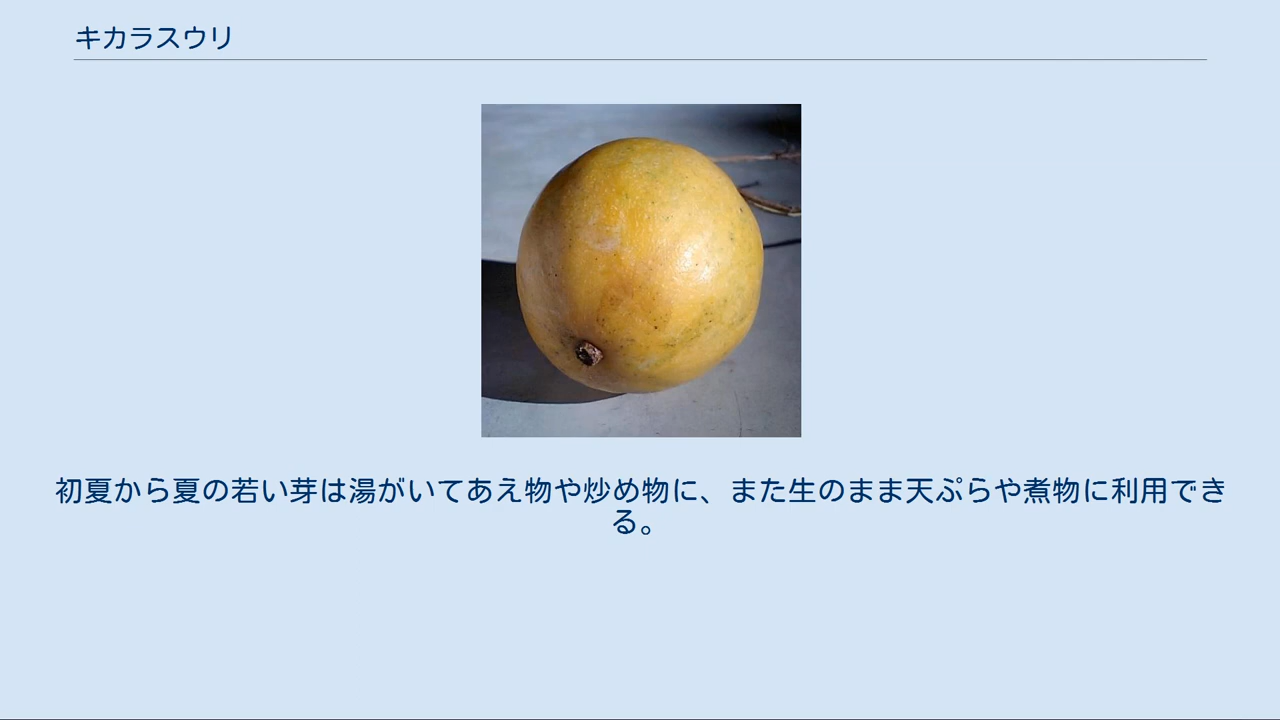 キカラスウリ
初夏から夏の若い芽は湯がいてあえ物や炒め物に、また生のまま天ぷらや煮物に利用でき
る。